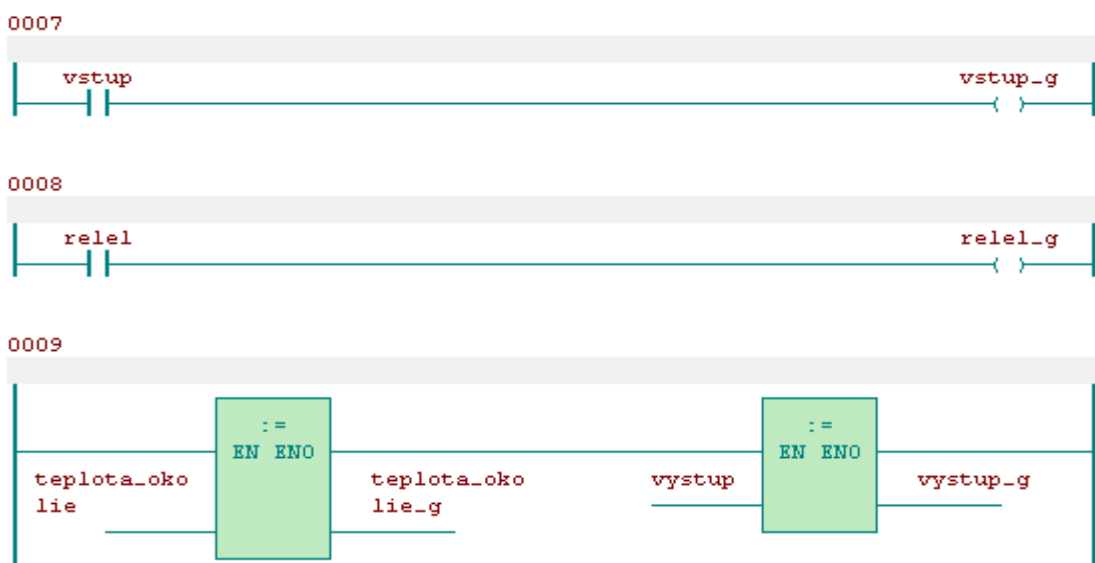 0007
vstup vstup_g
0008
relel relel_g
0009
:= :=
EN ENO EN ENO
teplota_oko teplota_oko vystup vystup_g
lie lie_g